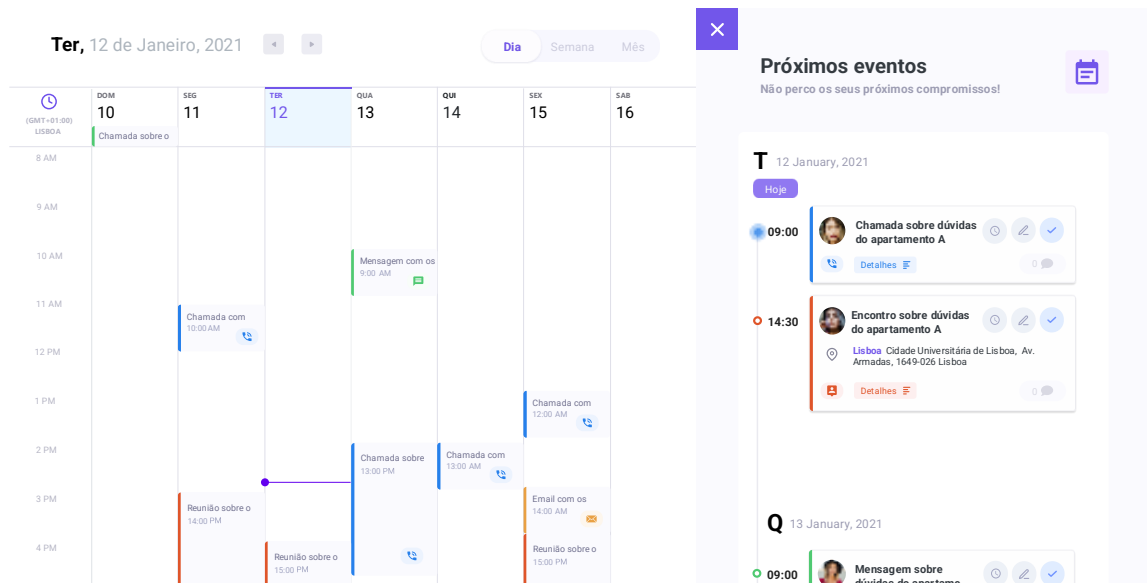 Ter, 12 de Janeiro, 2021
Dia
Semana
Mês
(GMT+01:00)
LISBOA
DOM
10
SEG
11
TER
12
QUA
13
QUI
14
SEX
15
SAB
16
Chamada sobre o
8 AM
9 AM
10 AM
11 AM
12 PM
1 PM
2 PM
3 PM
4 PM
Chamada com
10:00AM
Reunião sobre o
14:00 PM
Reunião sobre o
15:00 PM
Mensagem com os
9:00 AM
Chamada sobre
13:00 PM
Chamada com
13:00 AM
Chamada com
12:00 AM
Email com os
14:00 AM
Reunião sobre o
15:00 PM
Próximos eventos
Não perco os seus próximos compromissos!
T 12 January, 2021
Hoje
09:00
Chamada sobre dúvidas
do apartamento A
Detalhes
0
14:30
Encontro sobre dúvidas
do apartamento A
Lisboa Cidade Universitária de Lisboa, Av.
Armadas, 1649-026 Lisboa
Detalhes
0
Q 13 January, 2021
09:00
Mensagem sobre
dúvidas do apartame